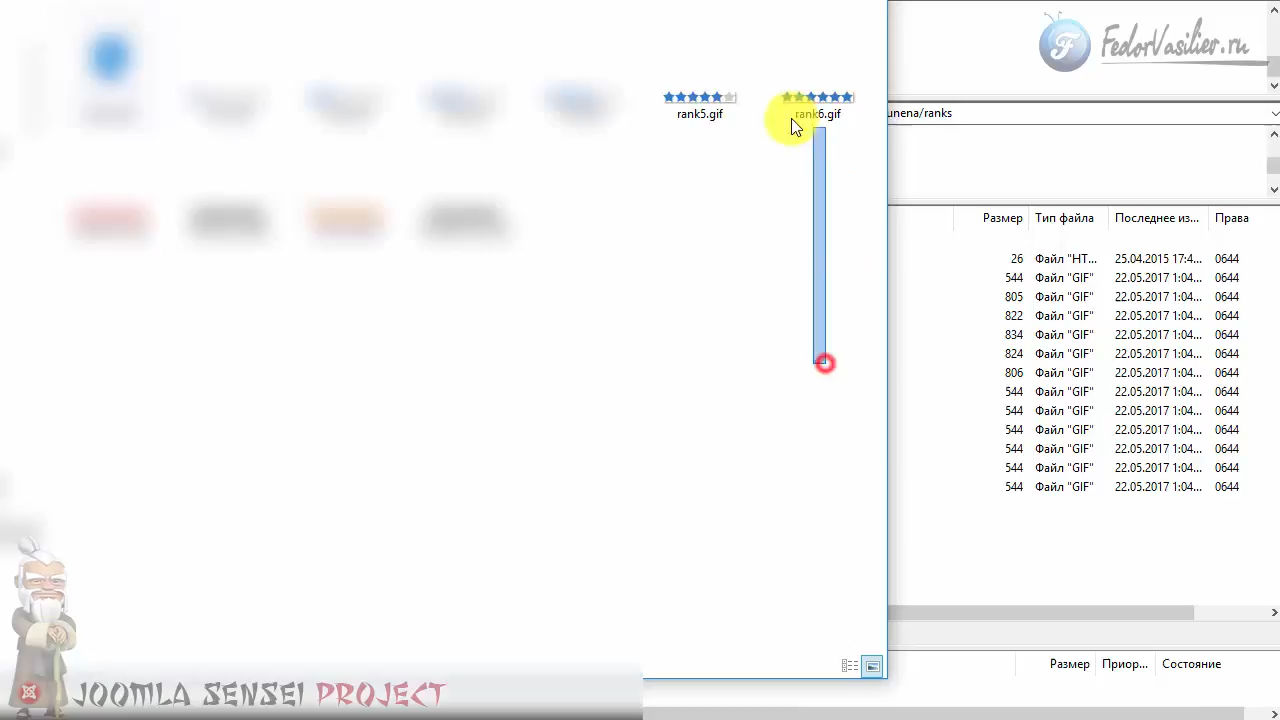 FedorVasiliev.ru
rank5.gif
rank6.gif
unena/ranks
Размер Тип файла Последнее из... Права
26 Файл "HT... 25.04.2015 17:4... 0644
544 Файл "GIF" 22.05.2017 1:04... 0644
805 Файл "GIF" 22.05.2017 1:04... 0644
822 Файл "GIF" 22.05.2017 1:04... 0644
834 Файл "GIF" 22.05.2017 1:04... 0644
824 Файл "GIF" 22.05.2017 1:04... 0644
806 Файл "GIF" 22.05.2017 1:04... 0644
544 Файл "GIF" 22.05.2017 1:04... 0644
544 Файл "GIF" 22.05.2017 1:04... 0644
544 Файл "GIF" 22.05.2017 1:04... 0644
544 Файл "GIF" 22.05.2017 1:04... 0644
544 Файл "GIF" 22.05.2017 1:04... 0644
544 Файл "GIF" 22.05.2017 1:04... 0644
Размер Приор... Состояние
JOOMLA SENSEI PROJECT